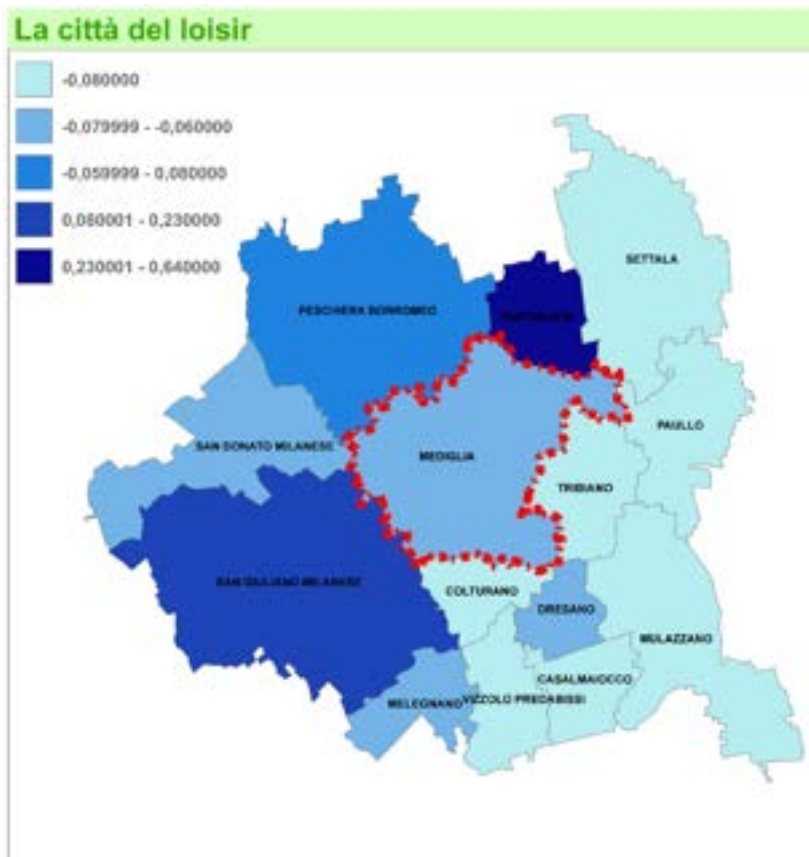 La città del loisir
-0,080000
-0,079999 - -0,060000
-0,059999 - 0,080000
0,080001 - 0,230000
0,230001 - 0,640000
SETTALA
PESCHIERA BORROMEO
PAULLO
SAN DONATO MILANESE
MEDIGLIA
TRIBIANO
SAN GIULIANO MILANESE
COLTURANO
DRESANO
MULAZZANO
CASALMAIOCCO
MELEGNANO
VIZZOLO PREDABISSI